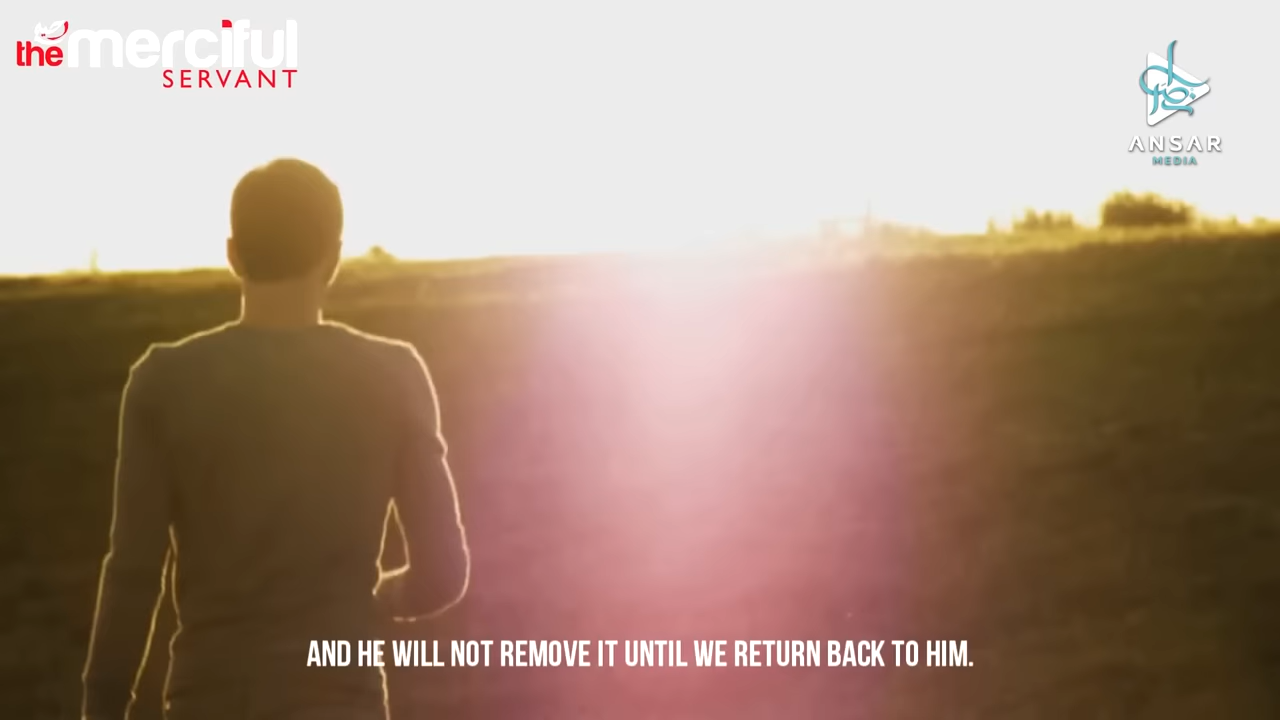 the merciful
SERVANT
ANSAR
MEDIA
AND HE WILL NOT REMOVE IT UNTIL WE RETURN BACK TO HIM.